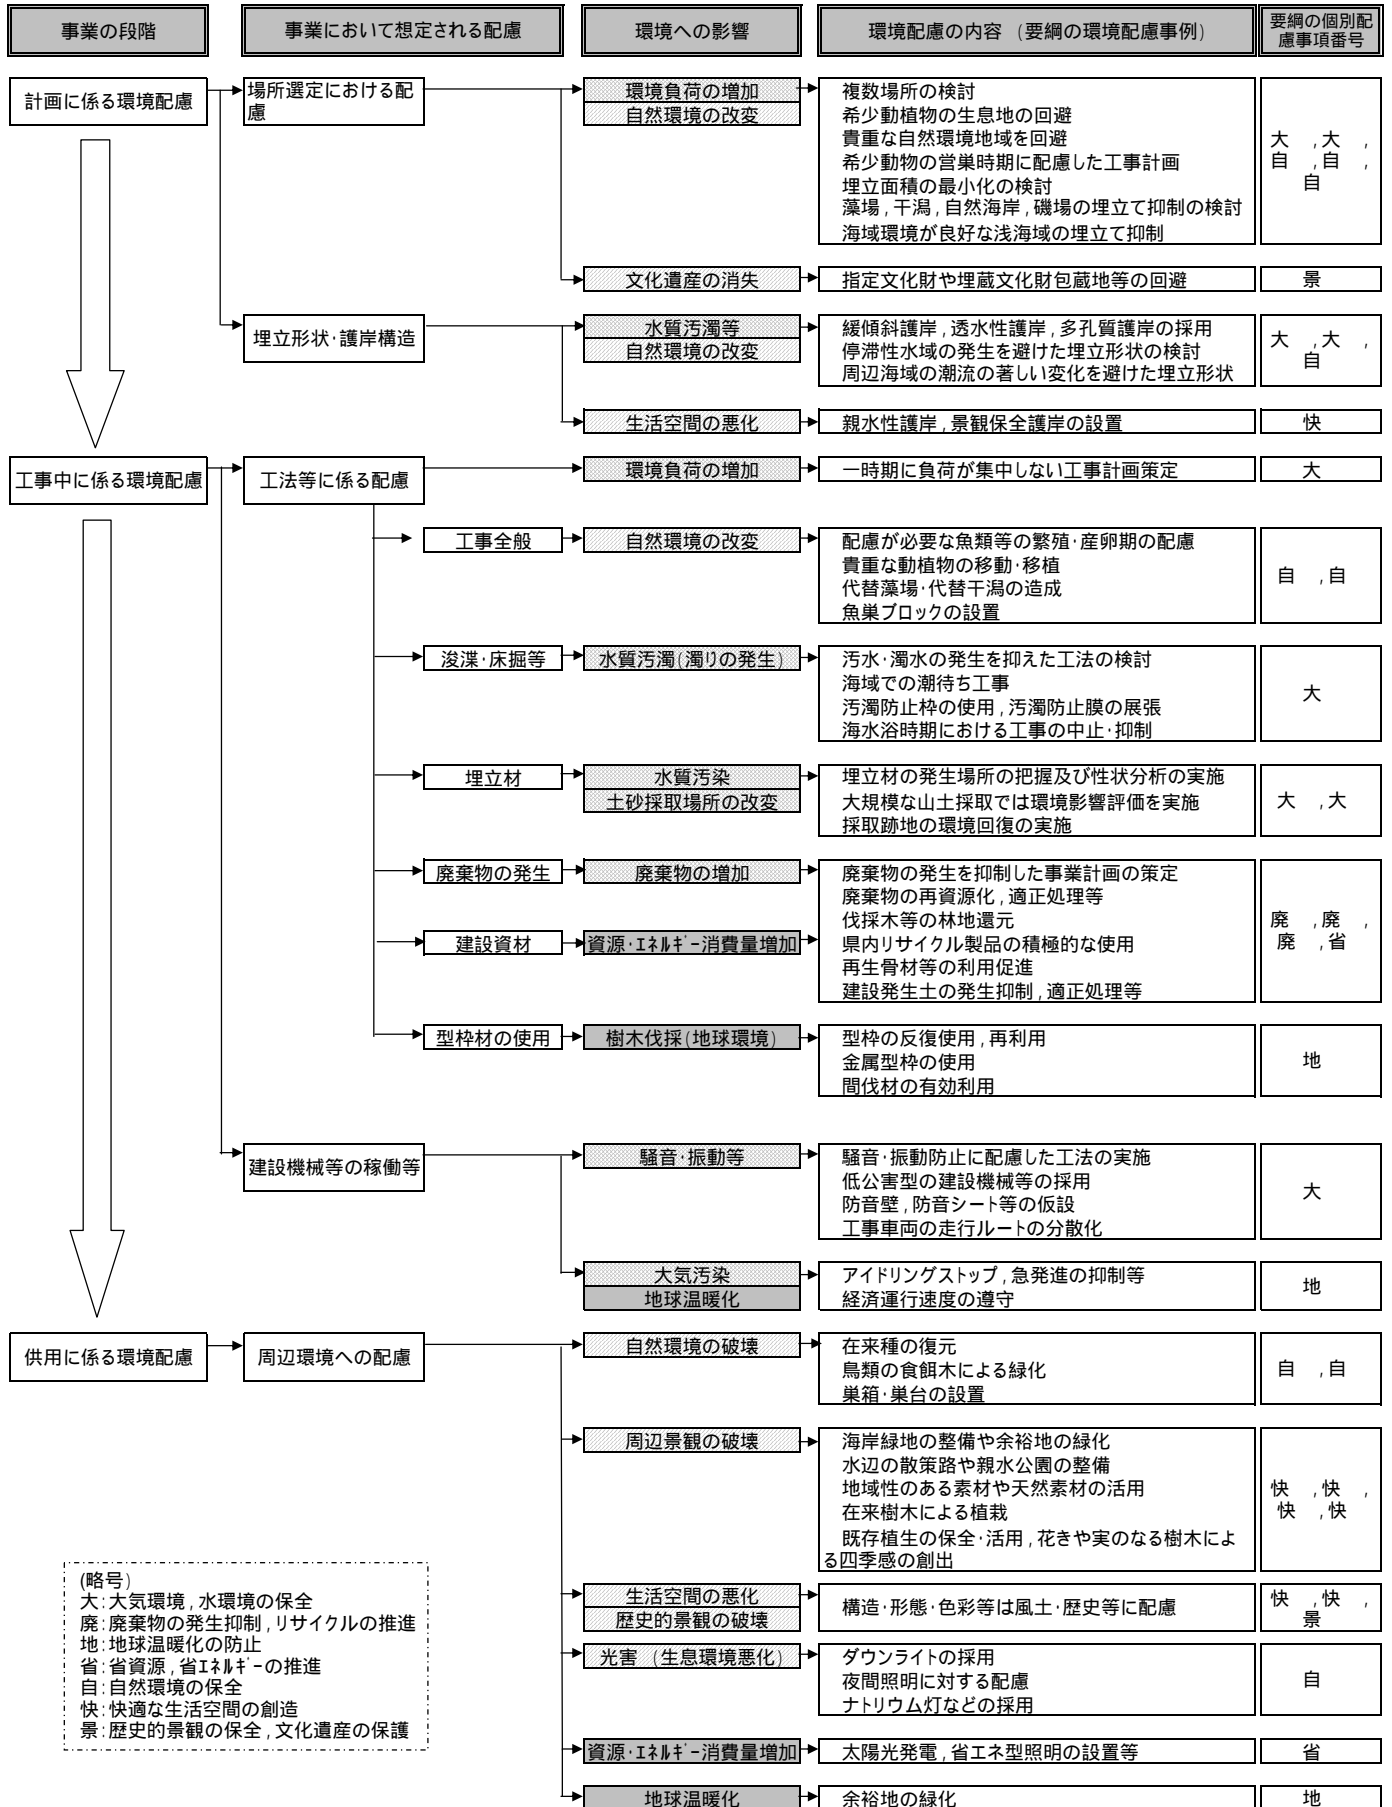 事業の段階
事業において想定される配慮
環境への影響
環境配慮の内容 (要綱の環境配慮事例)
要綱の個別配
慮事項番号
計画に係る環境配慮
場所選定における配
慮
環境負荷の増加
自然環境の改変
複数場所の検討
希少動植物の生息地の回避
貴重な自然環境地域を回避
希少動物の営巣時期に配慮した工事計画
埋立面積の最小化の検討
藻場,干潟,自然海岸,磯場の埋立て抑制の検討
海域環境が良好な浅海域の埋立て抑制
大 ,大 ,
自 ,自 ,
自
文化遺産の消失
指定文化財や埋蔵文化財包蔵地等の回避
景
埋立形状・護岸構造
水質汚濁等
自然環境の改変
緩傾斜護岸,透水性護岸,多孔質護岸の採用
停滞性水域の発生を避けた埋立形状の検討
周辺海域の潮流の著しい変化を避けた埋立形状
大 ,大 ,
自
生活空間の悪化
親水性護岸,景観保全護岸の設置
快
工事中に係る環境配慮
工法等に係る配慮
環境負荷の増加
一時期に負荷が集中しない工事計画策定
大
工事全般
自然環境の改変
配慮が必要な魚類等の繁殖・産卵期の配慮
貴重な動植物の移動・移植
代替藻場・代替干潟の造成
魚巣ブロックの設置
自 ,自
浚渫・床掘等
水質汚濁(濁りの発生)
汚水・濁水の発生を抑えた工法の検討
海域での潮待ち工事
汚濁防止枠の使用,汚濁防止膜の展張
海水浴時期における工事の中止・抑制
大
埋立材
水質汚染
土砂採取場所の改変
埋立材の発生場所の把握及び性状分析の実施
大規模な山土採取では環境影響評価を実施
採取跡地の環境回復の実施
大 ,大
廃棄物の発生
廃棄物の増加
廃棄物の発生を抑制した事業計画の策定
廃棄物の再資源化,適正処理等
伐採木等の林地還元
県内リサイクル製品の積極的な使用
再生骨材等の利用促進
建設発生土の発生抑制,適正処理等
廃 ,廃 ,
廃 ,省
建設資材
資源・ｴﾈﾙｷﾞｰ消費量増加
型枠材の使用
樹木伐採(地球環境)
型枠の反復使用,再利用
金属型枠の使用
間伐材の有効利用
地
建設機械等の稼働等
騒音・振動等
騒音・振動防止に配慮した工法の実施
低公害型の建設機械等の採用
防音壁,防音シート等の仮設
工事車両の走行ルートの分散化
大
大気汚染
地球温暖化
アイドリングストップ,急発進の抑制等
経済運行速度の遵守
地
供用に係る環境配慮
周辺環境への配慮
自然環境の破壊
在来種の復元
鳥類の食餌木による緑化
巣箱・巣台の設置
自 ,自
周辺景観の破壊
海岸緑地の整備や余裕地の緑化
水辺の散策路や親水公園の整備
地域性のある素材や天然素材の活用
在来樹木による植栽
既存植生の保全・活用,花きや実のなる樹木によ
る四季感の創出
快 ,快 ,
快 ,快
生活空間の悪化
歴史的景観の破壊
構造・形態・色彩等は風土・歴史等に配慮
快 ,快 ,
景
光害 (生息環境悪化)
ダウンライトの採用
夜間照明に対する配慮
ナトリウム灯などの採用
自
資源・ｴﾈﾙｷﾞｰ消費量増加
太陽光発電,省エネ型照明の設置等
省
地球温暖化
余裕地の緑化
地
(略号)
大:大気環境,水環境の保全
廃:廃棄物の発生抑制,リサイクルの推進
地:地球温暖化の防止
省:省資源,省ｴﾈﾙｷﾞｰの推進
自:自然環境の保全
快:快適な生活空間の創造
景:歴史的景観の保全,文化遺産の保護